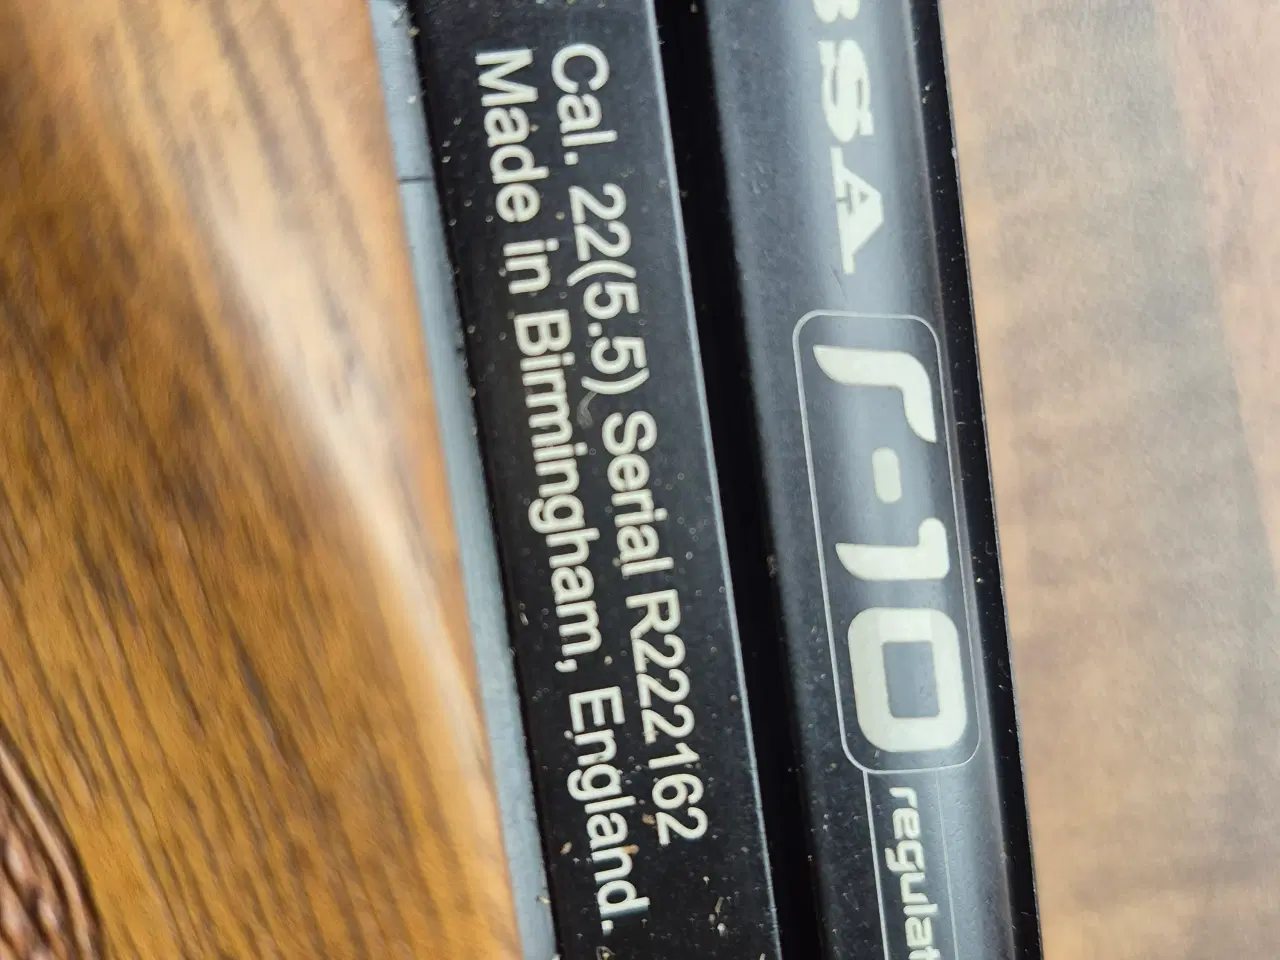 BSA
r-10
regulat
Cal. 22(5.5) Serial R222162
Made in Birmingham, England.